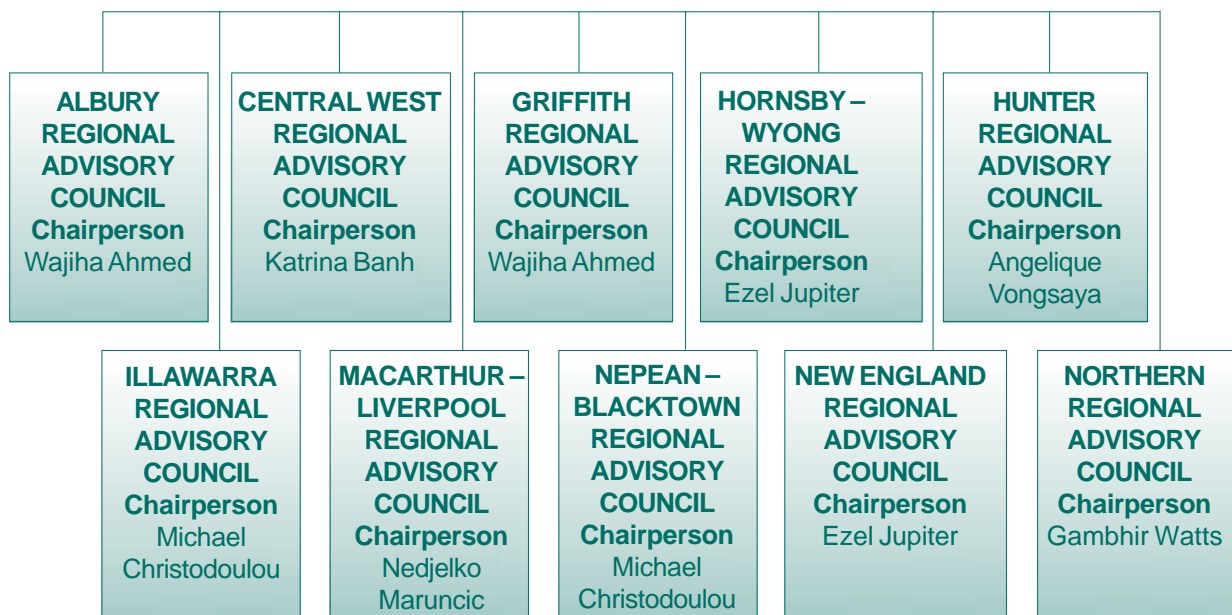 ALBURY
REGIONAL
ADVISORY
COUNCIL
Chairperson
Wajiha Ahmed
CENTRAL WEST
REGIONAL
ADVISORY
COUNCIL
Chairperson
Katrina Banh
GRIFFITH
REGIONAL
ADVISORY
COUNCIL
Chairperson
Wajiha Ahmed
HORNSBY –
WYONG
REGIONAL
ADVISORY
COUNCIL
Chairperson
Ezel Jupiter
HUNTER
REGIONAL
ADVISORY
COUNCIL
Chairperson
Angelique
Vongsaya
ILLAWARRA
REGIONAL
ADVISORY
COUNCIL
Chairperson
Michael
Christodoulou
MACARTHUR –
LIVERPOOL
REGIONAL
ADVISORY
COUNCIL
Chairperson
Nedjelko
Maruncic
NEPEAN –
BLACKTOWN
REGIONAL
ADVISORY
COUNCIL
Chairperson
Michael
Christodoulou
NEW ENGLAND
REGIONAL
ADVISORY
COUNCIL
Chairperson
Ezel Jupiter
NORTHERN
REGIONAL
ADVISORY
COUNCIL
Chairperson
Gambhir Watts